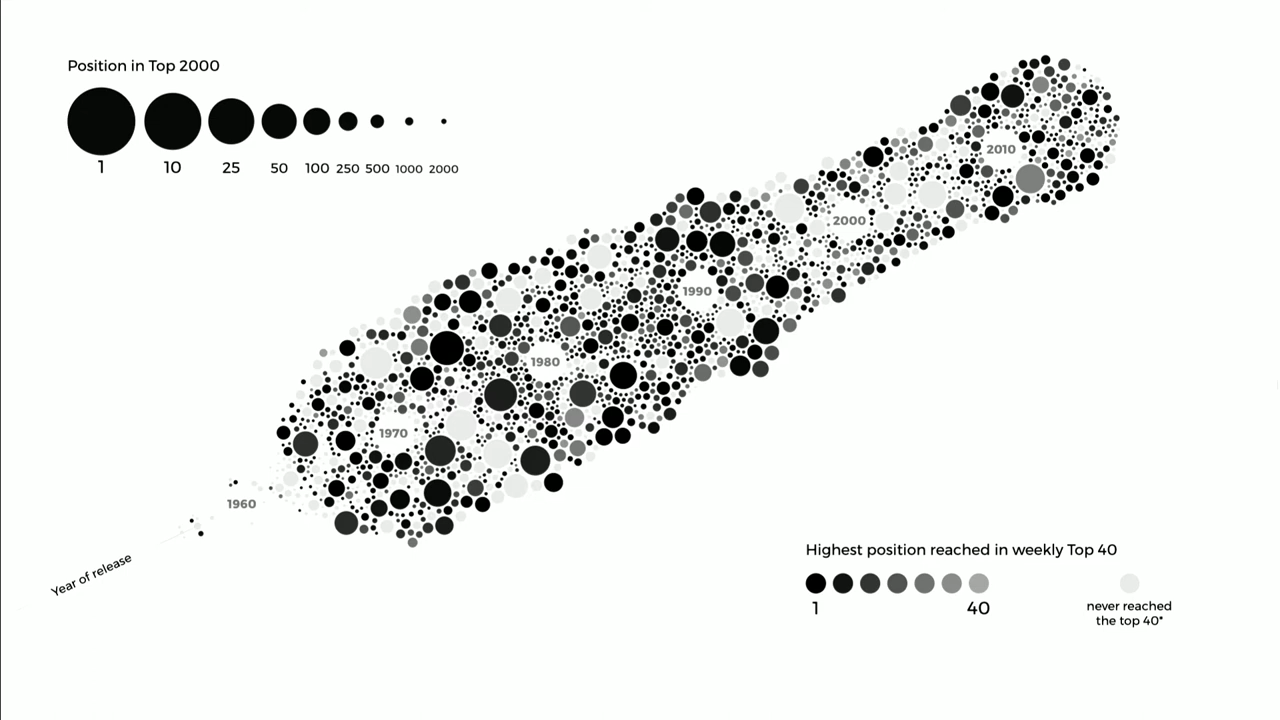 Position in Top 2000
1 10 25 50 100 250 500 1000 2000
2010
2000
1990
1980
1970
1960
Year of release
Highest position reached in weekly Top 40
1 40
never reached
the top 40*